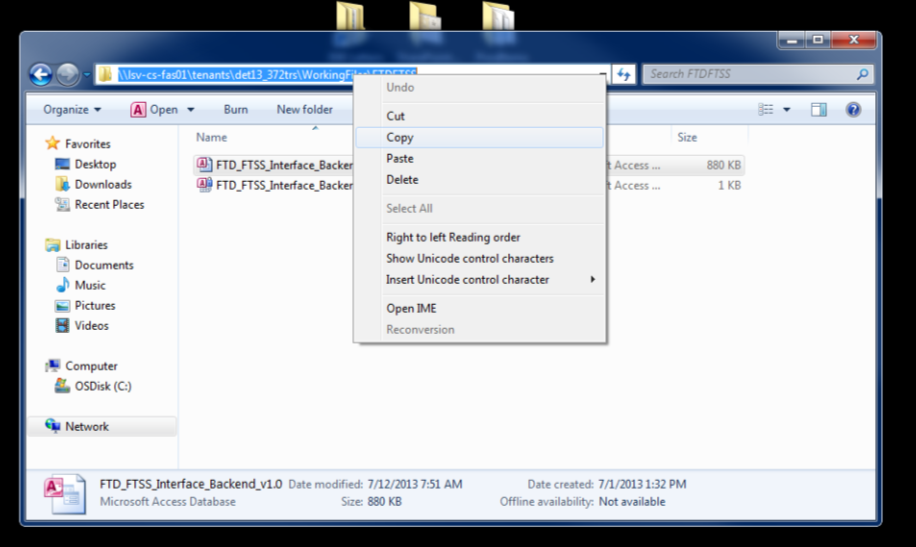 \\lsv-cs-fas01\tenants\det13_372trs\WorkingFiles\FTDFTSS
Search FTDFTSS
Organize
Open
Burn
New folder
Name
Size
Favorites
Desktop
Downloads
Recent Places
Libraries
Documents
Music
Pictures
Videos
Computer
OSDisk (C:)
Network
FTD_FTSS_Interface_Backen
t Access ...
880 KB
FTD_FTSS_Interface_Backen
t Access ...
1 KB
Undo
Cut
Copy
Paste
Delete
Select All
Right to left Reading order
Show Unicode control characters
Insert Unicode control character
Open IME
Reconversion
FTD_FTSS_Interface_Backend_v1.0 Date modified: 7/12/2013 7:51 AM Date created: 7/1/2013 1:32 PM
Microsoft Access Database Size: 880 KB Offline availability: Not available